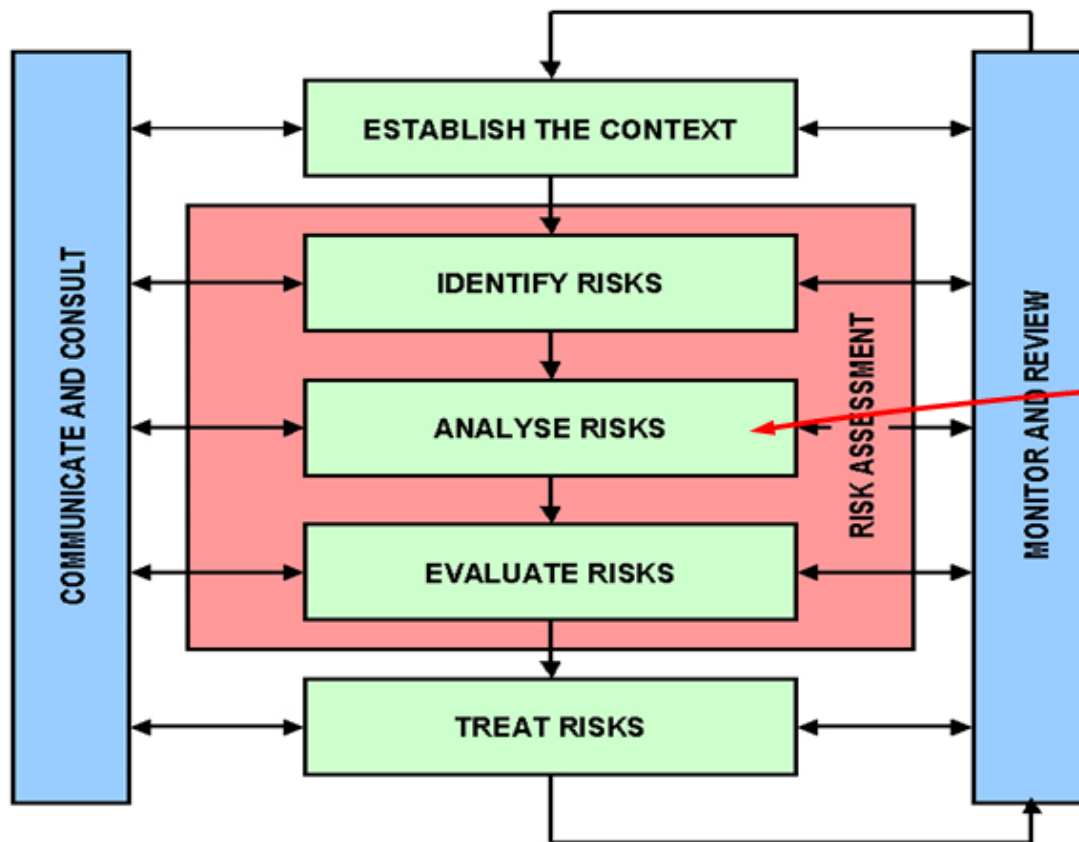 ESTABLISH THE CONTEXT
IDENTIFY RISKS
ANALYSE RISKS
EVALUATE RISKS
TREAT RISKS
COMMUNICATE AND CONSULT
RISK ASSESSMENT
MONITOR AND REVIEW